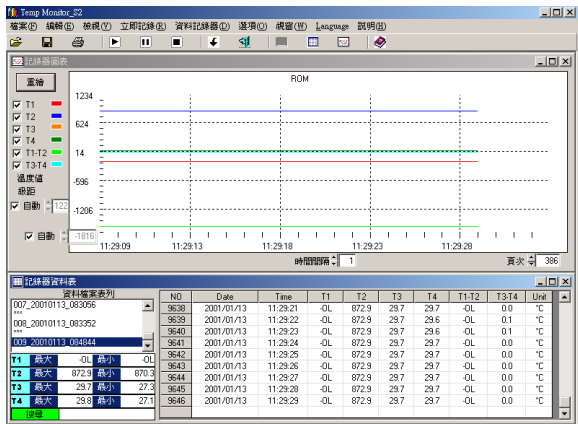 Temp Monitor_S2
檔案(F) 編輯(E) 檢視(V) 立即記錄(R) 資料記錄器(D) 選項(O) 視窗(W) Language 説明(H)
記錄器圖表
重繪
ROM
T1
T2
T3
T4
T1-T2
T3-T4
溫度値
級距
自動 122
自動 -1816
1234
624
14
-596
-1206
11:29:09 11:29:13 11:29:18 11:29:23 11:29:28
時間間隔 1 頁次 386
記錄器資料表
資料檔案表列
007_20010113_083056
***
008_20010113_083352
***
009_20010113_084844
T1 最大 -OL 最小 -OL
T2 最大 872.9 最小 870.3
T3 最大 29.7 最小 27.3
T4 最大 29.8 最小 27.1
搜尋
NO Date Time T1 T2 T3 T4 T1-T2 T3-T4 Unit
9638 2001/01/13 11:29:21 -OL 872.9 29.7 29.7 -OL 0.0 °C
9639 2001/01/13 11:29:22 -OL 872.9 29.7 29.6 -OL 0.1 °C
9640 2001/01/13 11:29:23 -OL 872.9 29.7 29.6 -OL 0.1 °C
9641 2001/01/13 11:29:24 -OL 872.9 29.7 29.7 -OL 0.0 °C
9642 2001/01/13 11:29:25 -OL 872.9 29.7 29.7 -OL 0.0 °C
9643 2001/01/13 11:29:26 -OL 872.9 29.7 29.7 -OL 0.0 °C
9644 2001/01/13 11:29:27 -OL 872.9 29.7 29.7 -OL 0.0 °C
9645 2001/01/13 11:29:28 -OL 872.9 29.7 29.7 -OL 0.0 °C
9646 2001/01/13 11:29:29 -OL 872.9 29.7 29.7 -OL 0.0 °C